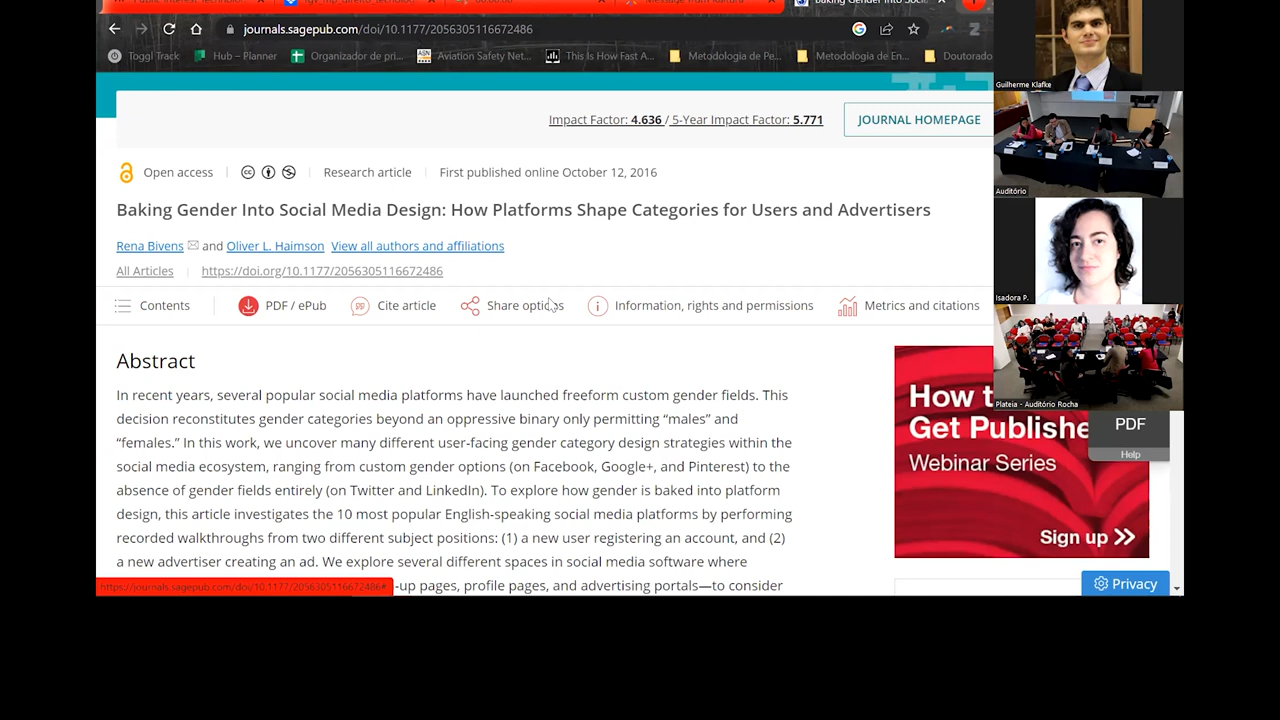 journals.sagepub.com/doi/10.1177/2056305116672486
Toggl Track
Hub – Planner
Organizador de pri...
Aviation Safety Net...
This Is How Fast A...
Metodologia de Pe...
Metodologia de En...
Doutorado
Guilherme Klafke
Impact Factor: 4.636 / 5-Year Impact Factor: 5.771
JOURNAL HOMEPAGE
Open access
Research article
First published online October 12, 2016
Auditório
Baking Gender Into Social Media Design: How Platforms Shape Categories for Users and Advertisers
Rena Bivens and Oliver L. Haimson View all authors and affiliations
All Articles
https://doi.org/10.1177/2056305116672486
Isadora P.
Contents
PDF / ePub
Cite article
Share options
Information, rights and permissions
Metrics and citations
Abstract
In recent years, several popular social media platforms have launched freeform custom gender fields. This
decision reconstitutes gender categories beyond an oppressive binary only permitting “males” and
“females.” In this work, we uncover many different user-facing gender category design strategies within the
social media ecosystem, ranging from custom gender options (on Facebook, Google+, and Pinterest) to the
absence of gender fields entirely (on Twitter and LinkedIn). To explore how gender is baked into platform
design, this article investigates the 10 most popular English-speaking social media platforms by performing
recorded walkthroughs from two different subject positions: (1) a new user registering an account, and (2)
a new advertiser creating an ad. We explore several different spaces in social media software where
-up pages, profile pages, and advertising portals—to consider
https://journals.sagepub.com/doi/10.1177/2056305116672486#
Plateia - Auditório Rocha
How t
Get Publishe
Webinar Series
Sign up >>
PDF
Help
Privacy